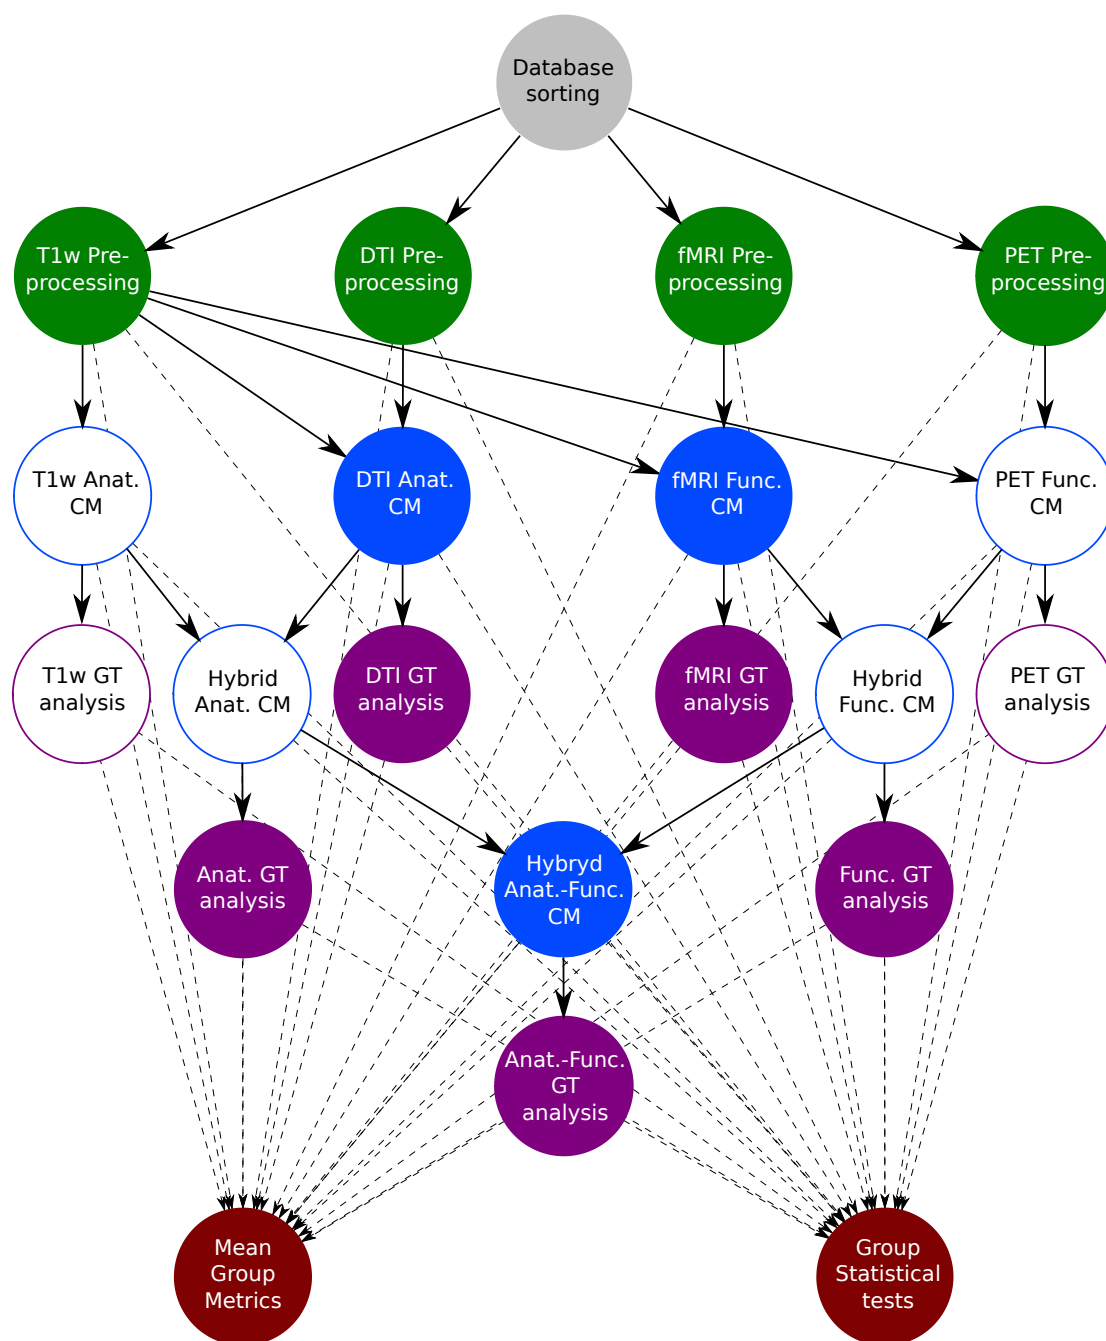 Database
sorting
T1w Pre-
processing
DTI Pre-
processing
fMRI Pre-
processing
PET Pre-
processing
T1w Anat.
CM
DTI Anat.
CM
fMRI Func.
CM
PET Func.
CM
T1w GT
analysis
Hybrid
Anat. CM
DTI GT
analysis
fMRI GT
analysis
Hybrid
Func. CM
PET GT
analysis
Anat. GT
analysis
Hybryd
Anat.-Func.
CM
Func. GT
analysis
Anat.-Func.
GT
analysis
Mean
Group
Metrics
Group
Statistical
tests